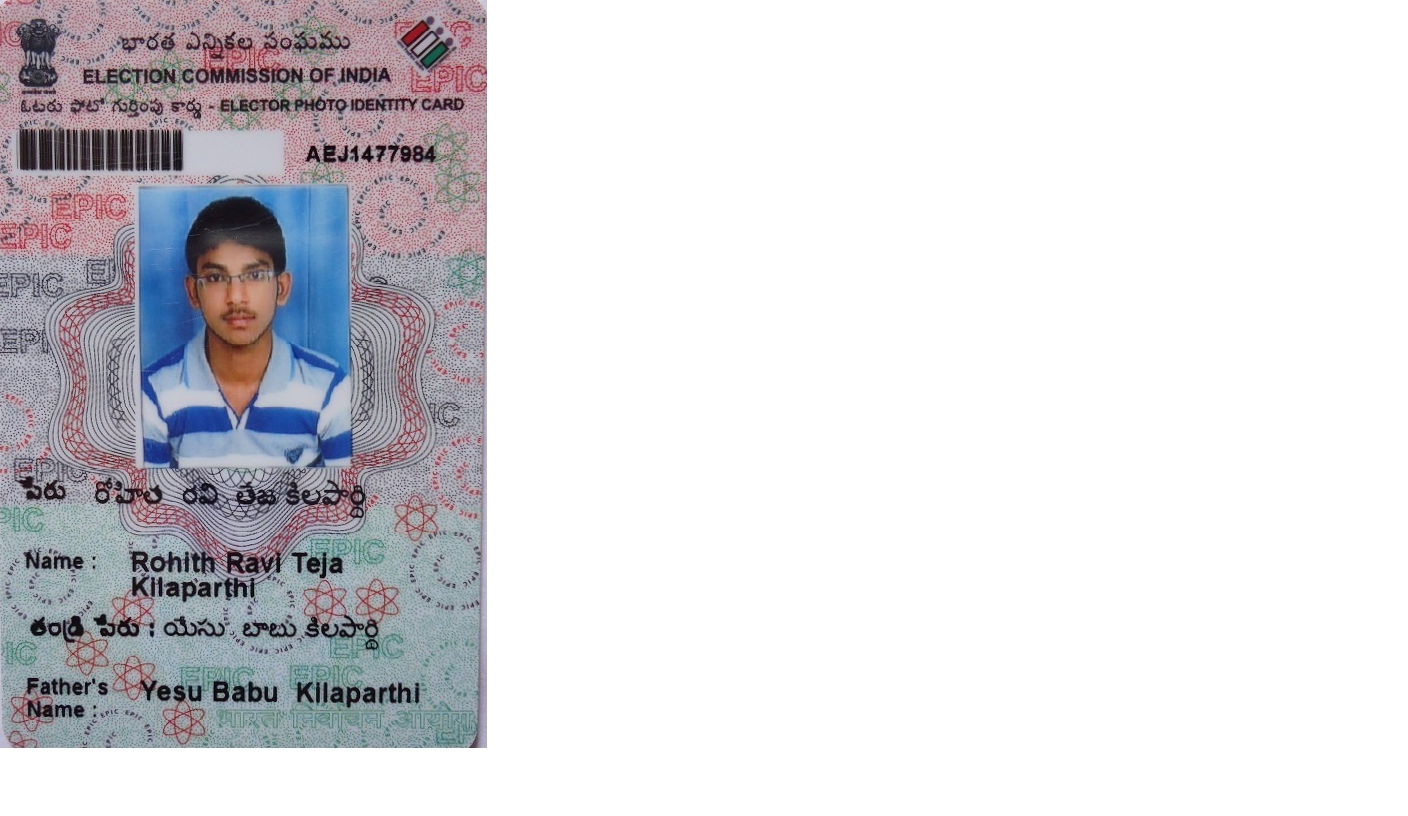 భారత ఎన్నికల సంఘము
ELECTION COMMISSION OF INDIA
ఓటరు ఫోటో గుర్తింపు కార్డు - ELECTOR PHOTO IDENTITY CARD
AEJ1477984
EPIC
పేరు రోహిత రవి తేజ కిలపార్థి
Name : Rohith Ravi Teja
Kilaparthi
తండ్రి పేరు : యేసు బాబు కిలపార్థి
Father's
Name : Yesu Babu Kilaparthi
भारत निर्वाचन आयोग